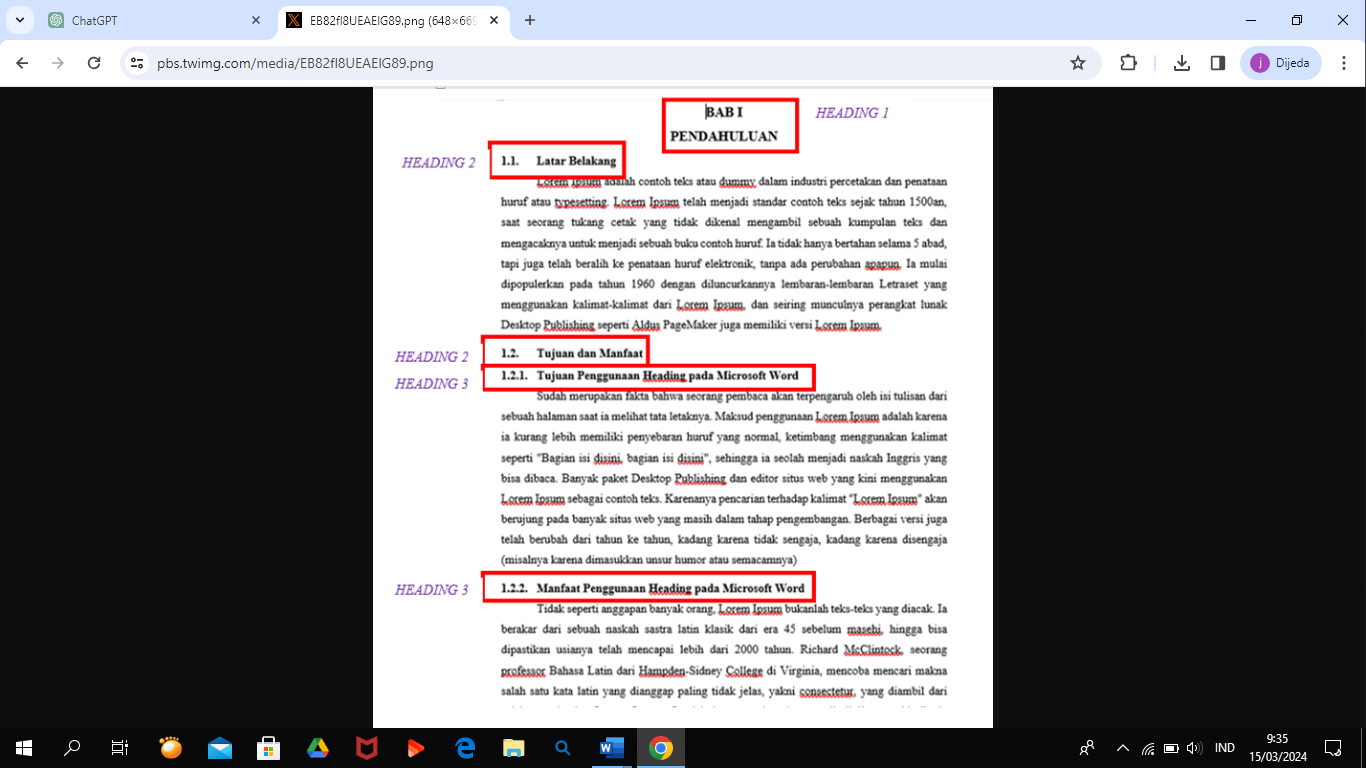 ChatGPT
EB82fI8UEAEIG89.png (648×669
pbs.twimg.com/media/EB82fI8UEAEIG89.png
j Dijeda
BAB I
HEADING 1
PENDAHULUAN
HEADING 2
1.1. Latar Belakang
Lorem Ipsum adalah contoh teks atau dummy dalam industri percetakan dan penataan
huruf atau typesetting. Lorem Ipsum telah menjadi standar contoh teks sejak tahun 1500an,
saat seorang tukang cetak yang tidak dikenal mengambil sebuah kumpulan teks dan
mengacaknya untuk menjadi sebuah buku contoh huruf. Ia tidak hanya bertahan selama 5 abad,
tapi juga telah beralih ke penataan huruf elektronik, tanpa ada perubahan apapun. Ia mulai
dipopulerkan pada tahun 1960 dengan diluncurkannya lembaran-lembaran Letraset yang
menggunakan kalimat-kalimat dari Lorem Ipsum, dan seiring munculnya perangkat lunak
Desktop Publishing seperti Aldus PageMaker juga memiliki versi Lorem Ipsum.
HEADING 2
1.2. Tujuan dan Manfaat
HEADING 3
1.2.1. Tujuan Penggunaan Heading pada Microsoft Word
Sudah merupakan fakta bahwa seorang pembaca akan terpengaruh oleh isi tulisan dari
sebuah halaman saat ia melihat tata letaknya. Maksud penggunaan Lorem Ipsum adalah karena
ia kurang lebih memiliki penyebaran huruf yang normal, ketimbang menggunakan kalimat
seperti "Bagian isi disini, bagian isi disini", sehingga ia seolah menjadi naskah Inggris yang
bisa dibaca. Banyak paket Desktop Publishing dan editor situs web yang kini menggunakan
Lorem Ipsum sebagai contoh teks. Karenanya pencarian terhadap kalimat "Lorem Ipsum" akan
berujung pada banyak situs web yang masih dalam tahap pengembangan. Berbagai versi juga
telah berubah dari tahun ke tahun, kadang karena tidak sengaja, kadang karena disengaja
(misalnya karena dimasukkan unsur humor atau semacamnya)
HEADING 3
1.2.2. Manfaat Penggunaan Heading pada Microsoft Word
Tidak seperti anggapan banyak orang, Lorem Ipsum bukanlah teks-teks yang diacak. Ia
berakar dari sebuah naskah sastra latin klasik dari era 45 sebelum masehi, hingga bisa
dipastikan usianya telah mencapai lebih dari 2000 tahun. Richard McClintock, seorang
professor Bahasa Latin dari Hampden-Sidney College di Virginia, mencoba mencari makna
salah satu kata latin yang dianggap paling tidak jelas, yakni consectetur, yang diambil dari
IND
9:35
15/03/2024